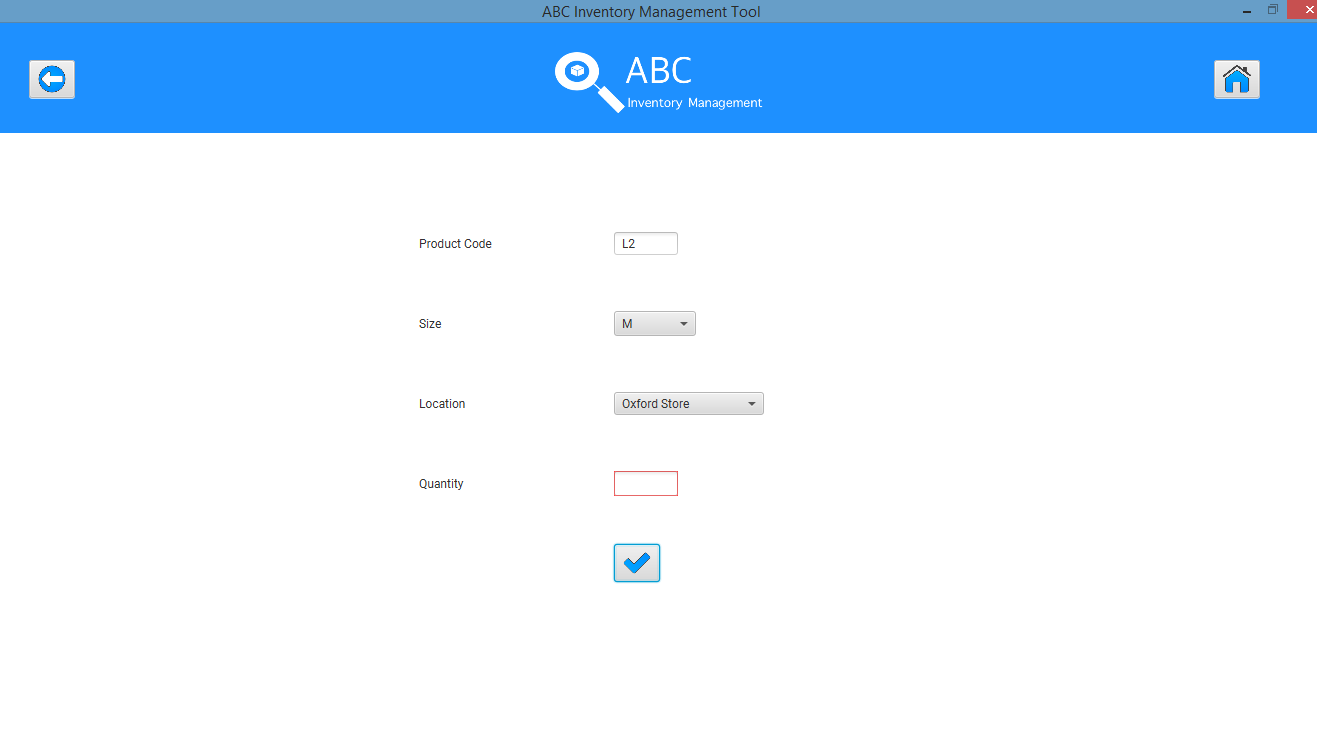 ABC Inventory Management Tool
ABC
Inventory Management
Product Code L2
Size M
Location Oxford Store
Quantity